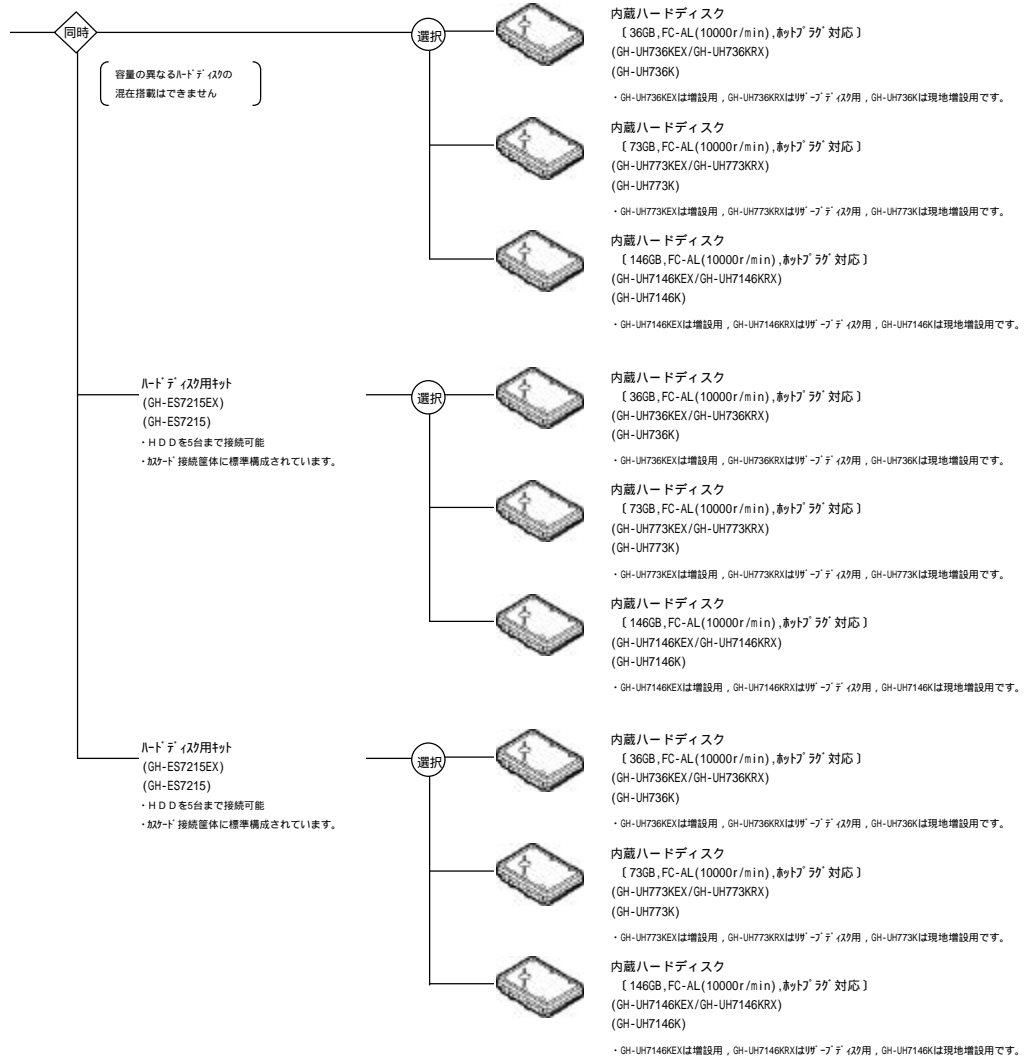 同時
選択
容量の異なるﾊｰﾄﾞﾃﾞｨｽｸの
混在搭載はできません
内蔵ハードディスク
〔36GB,FC-AL(10000r/min),ﾎｯﾄﾌﾟﾗｸﾞ対応〕
(GH-UH736KEX/GH-UH736KRX)
(GH-UH736K)
・GH-UH736KEXは増設用，GH-UH736KRXはﾘｻﾞｰﾌﾞﾃﾞｨｽｸ用，GH-UH736Kは現地増設用です。
内蔵ハードディスク
〔73GB,FC-AL(10000r/min),ﾎｯﾄﾌﾟﾗｸﾞ対応〕
(GH-UH773KEX/GH-UH773KRX)
(GH-UH773K)
・GH-UH773KEXは増設用，GH-UH773KRXはﾘｻﾞｰﾌﾞﾃﾞｨｽｸ用，GH-UH773Kは現地増設用です。
内蔵ハードディスク
〔146GB,FC-AL(10000r/min),ﾎｯﾄﾌﾟﾗｸﾞ対応〕
(GH-UH7146KEX/GH-UH7146KRX)
(GH-UH7146K)
・GH-UH7146KEXは増設用，GH-UH7146KRXはﾘｻﾞｰﾌﾞﾃﾞｨｽｸ用，GH-UH7146Kは現地増設用です。
ﾊｰﾄﾞﾃﾞｨｽｸ用ｷｯﾄ
(GH-ES7215EX)
(GH-ES7215)
・ＨＤＤを5台まで接続可能
・ｶｽｹｰﾄﾞ接続筐体に標準構成されています。
選択
内蔵ハードディスク
〔36GB,FC-AL(10000r/min),ﾎｯﾄﾌﾟﾗｸﾞ対応〕
(GH-UH736KEX/GH-UH736KRX)
(GH-UH736K)
・GH-UH736KEXは増設用，GH-UH736KRXはﾘｻﾞｰﾌﾞﾃﾞｨｽｸ用，GH-UH736Kは現地増設用です。
内蔵ハードディスク
〔73GB,FC-AL(10000r/min),ﾎｯﾄﾌﾟﾗｸﾞ対応〕
(GH-UH773KEX/GH-UH773KRX)
(GH-UH773K)
・GH-UH773KEXは増設用，GH-UH773KRXはﾘｻﾞｰﾌﾞﾃﾞｨｽｸ用，GH-UH773Kは現地増設用です。
内蔵ハードディスク
〔146GB,FC-AL(10000r/min),ﾎｯﾄﾌﾟﾗｸﾞ対応〕
(GH-UH7146KEX/GH-UH7146KRX)
(GH-UH7146K)
・GH-UH7146KEXは増設用，GH-UH7146KRXはﾘｻﾞｰﾌﾞﾃﾞｨｽｸ用，GH-UH7146Kは現地増設用です。
ﾊｰﾄﾞﾃﾞｨｽｸ用ｷｯﾄ
(GH-ES7215EX)
(GH-ES7215)
・ＨＤＤを5台まで接続可能
・ｶｽｹｰﾄﾞ接続筐体に標準構成されています。
選択
内蔵ハードディスク
〔36GB,FC-AL(10000r/min),ﾎｯﾄﾌﾟﾗｸﾞ対応〕
(GH-UH736KEX/GH-UH736KRX)
(GH-UH736K)
・GH-UH736KEXは増設用，GH-UH736KRXはﾘｻﾞｰﾌﾞﾃﾞｨｽｸ用，GH-UH736Kは現地増設用です。
内蔵ハードディスク
〔73GB,FC-AL(10000r/min),ﾎｯﾄﾌﾟﾗｸﾞ対応〕
(GH-UH773KEX/GH-UH773KRX)
(GH-UH773K)
・GH-UH773KEXは増設用，GH-UH773KRXはﾘｻﾞｰﾌﾞﾃﾞｨｽｸ用，GH-UH773Kは現地増設用です。
内蔵ハードディスク
〔146GB,FC-AL(10000r/min),ﾎｯﾄﾌﾟﾗｸﾞ対応〕
(GH-UH7146KEX/GH-UH7146KRX)
(GH-UH7146K)
・GH-UH7146KEXは増設用，GH-UH7146KRXはﾘｻﾞｰﾌﾞﾃﾞｨｽｸ用，GH-UH7146Kは現地増設用です。